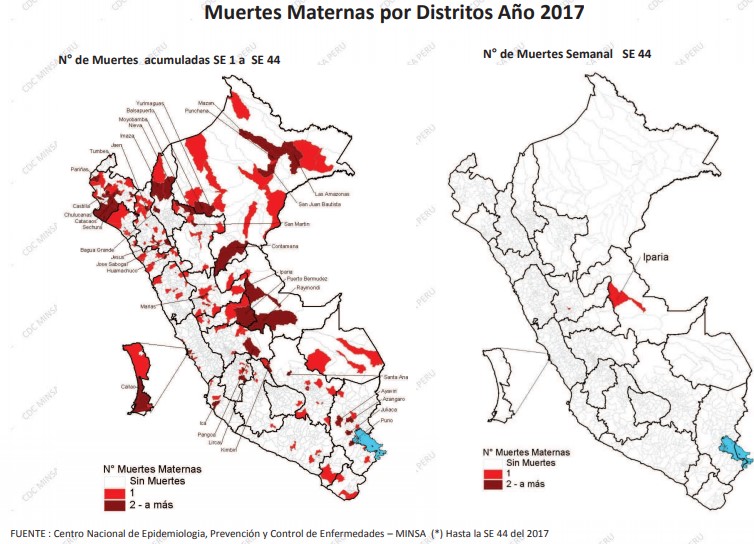 Muertes Maternas por Distritos Año 2017
N° de Muertes acumuladas SE 1 a SE 44
N° de Muertes Semanal SE 44
Yurimaguas
Balsapuerto
Moyobamba
Nieva
Imaza
Jaen
Tumbes
Pariñas
Mazan
Punchana
Castilla
Chulucanas
Catacaos
Sechura
Las Amazonas
San Juan Bautista
San Martin
Contamana
Bagua Grande
Jesus
Jose Sabogal
Huamachuco
Iparia
Puerto Bermudez
Raymondi
Iparia
Callao
Santa Ana
Ayaviri
Azangaro
Juliaca
Puno
Ica
Pangoa
Lircay
Kimbiri
N° Muertes Maternas
Sin Muertes
1
2 - a más
N° Muertes Maternas
Sin Muertes
1
2 - a más
FUENTE : Centro Nacional de Epidemiologia, Prevención y Control de Enfermedades – MINSA (*) Hasta la SE 44 del 2017
CDC MINSA PERU